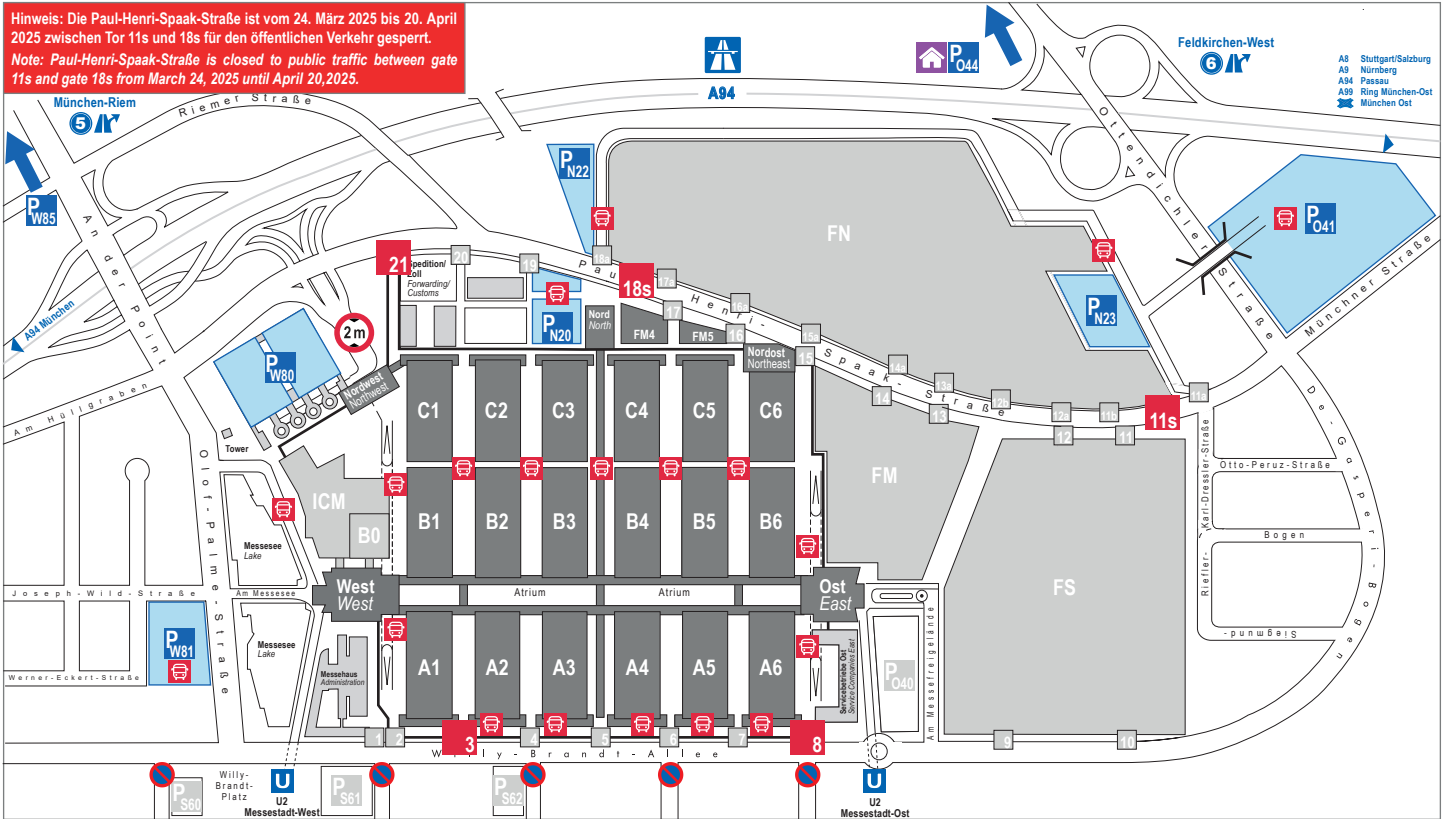 Hinweis: Die Paul-Henri-Spaak-Straße ist vom 24. März 2025 bis 20. April
2025 zwischen Tor 11s und 18s für den öffentlichen Verkehr gesperrt.
Note: Paul-Henri-Spaak-Straße is closed to public traffic between gate
11s and gate 18s from March 24, 2025 until April 20,2025.
München-Riem
5
Riemer Straße
A94
P
O44
Feldkirchen-West
6
A8 Stuttgart/Salzburg
A9 Nürnberg
A94 Passau
A99 Ring München-Ost
München Ost
P
W85
An der Point
A94 München
P
N22
FN
Ottendichler Straße
P
O41
Münchner Straße
21
20
19
18a
Spedition/
Zoll
Forwarding/
Customs
Paul-Henri-Spaak-Straße
18s
17a
17
16a
16
15a
15
14a
14
13a
13
12b
12a
12
11b
11
11s
11a
P
N23
P
N20
Nord
North
FM4
FM5
Nordost
Northeast
2 m
P
W80
Nordwest
Northwest
Am Hüllgraben
Tower
Olof-Palme-Straße
C1
C2
C3
C4
C5
C6
ICM
B0
B1
B2
B3
B4
B5
B6
FM
FS
De-Gasperi-Bogen
Karl-Dressler-Straße
Otto-Peruz-Straße
Riefler-
Bogen
Siegmund-
Messesee
Lake
Am Messesee
Joseph-Wild-Straße
West
West
Atrium
Atrium
Ost
East
P
W81
Werner-Eckert-Straße
Messesee
Lake
Messehaus
Administration
A1
A2
A3
A4
A5
A6
Servicebetriebe Ost
Service Companies East
P
O40
Am Messefreigelände
1
2
3
4
5
6
7
8
9
10
Willy-Brandt-Allee
P
S60
Willy-
Brandt-
Platz
U
U2
Messestadt-West
P
S61
P
S62
U
U2
Messestadt-Ost